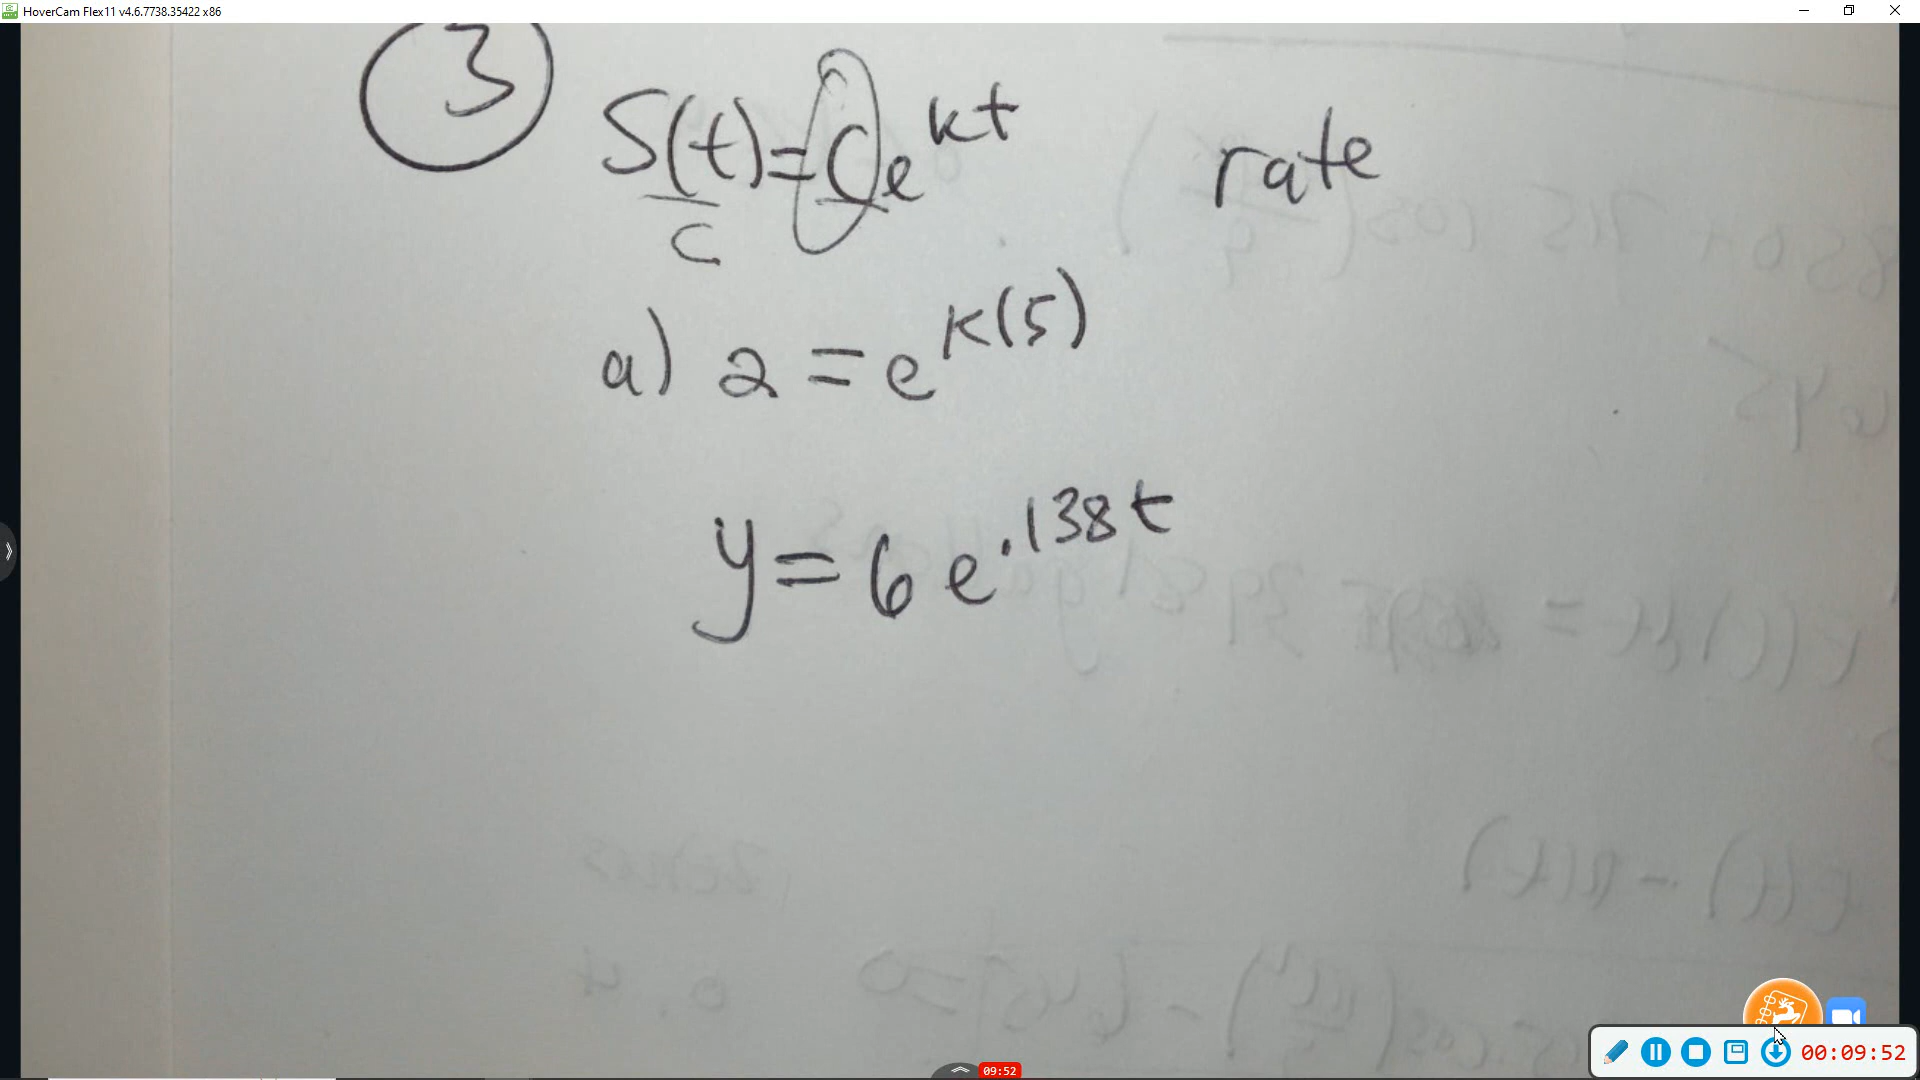 HoverCam Flex11 v4.6.7738.35422 x86
3
S(t)=Ce^kt rate
c
a) 2 = e^k(5)
y = 6 e^.138t
09:52
00:09:52